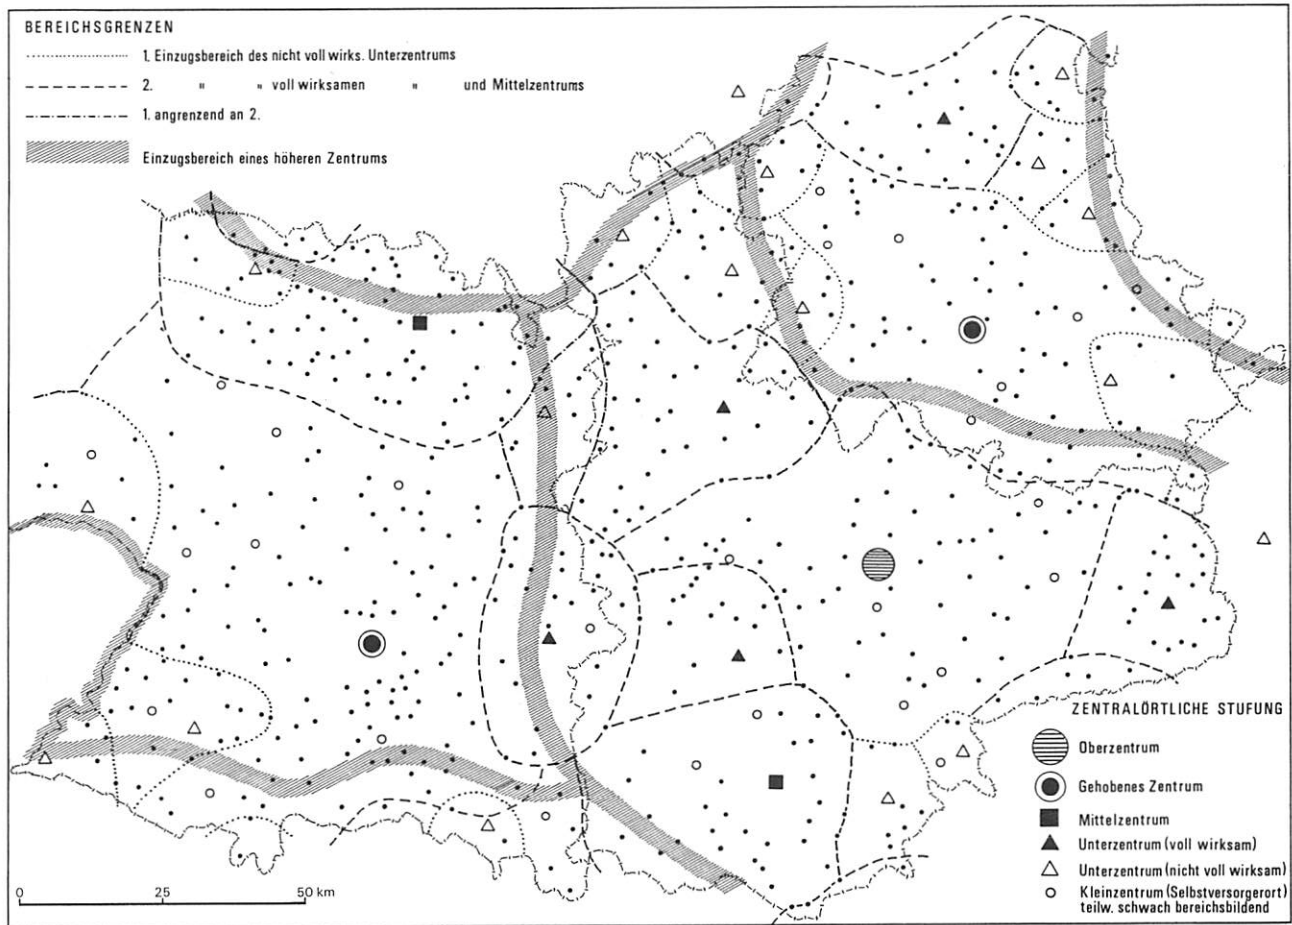 BEREICHSGRENZEN
1. Einzugsbereich des nicht voll wirks. Unterzentrums
2. " " voll wirksamen " und Mittelzentrums
1. angrenzend an 2.
Einzugsbereich eines höheren Zentrums
ZENTRALÖRTLICHE STUFUNG
Oberzentrum
Gehobenes Zentrum
Mittelzentrum
Unterzentrum (voll wirksam)
Unterzentrum (nicht voll wirksam)
Kleinzentrum (Selbstversorgerort)
teilw. schwach bereichsbildend
0 25 50 km